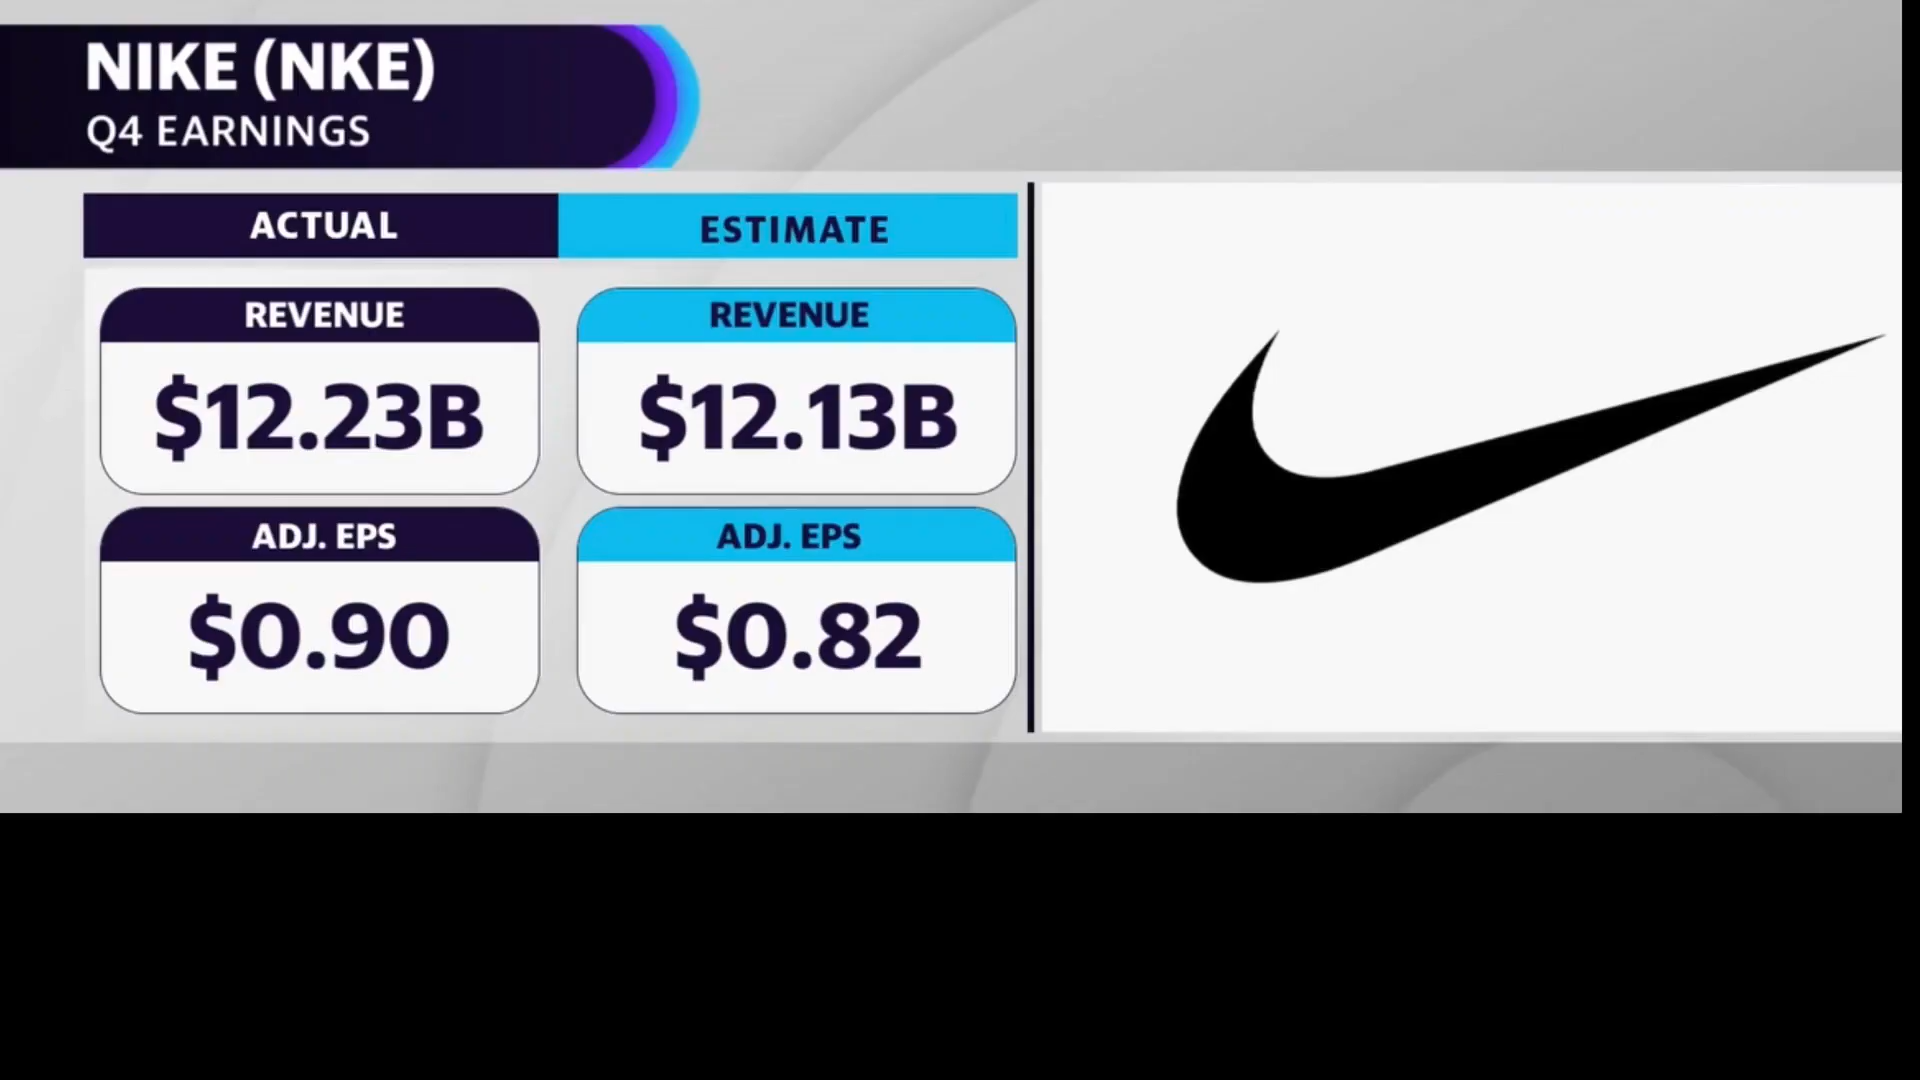 NIKE (NKE)
Q4 EARNINGS
ACTUAL
ESTIMATE
REVENUE
$12.23B
REVENUE
$12.13B
ADJ. EPS
$0.90
ADJ. EPS
$0.82